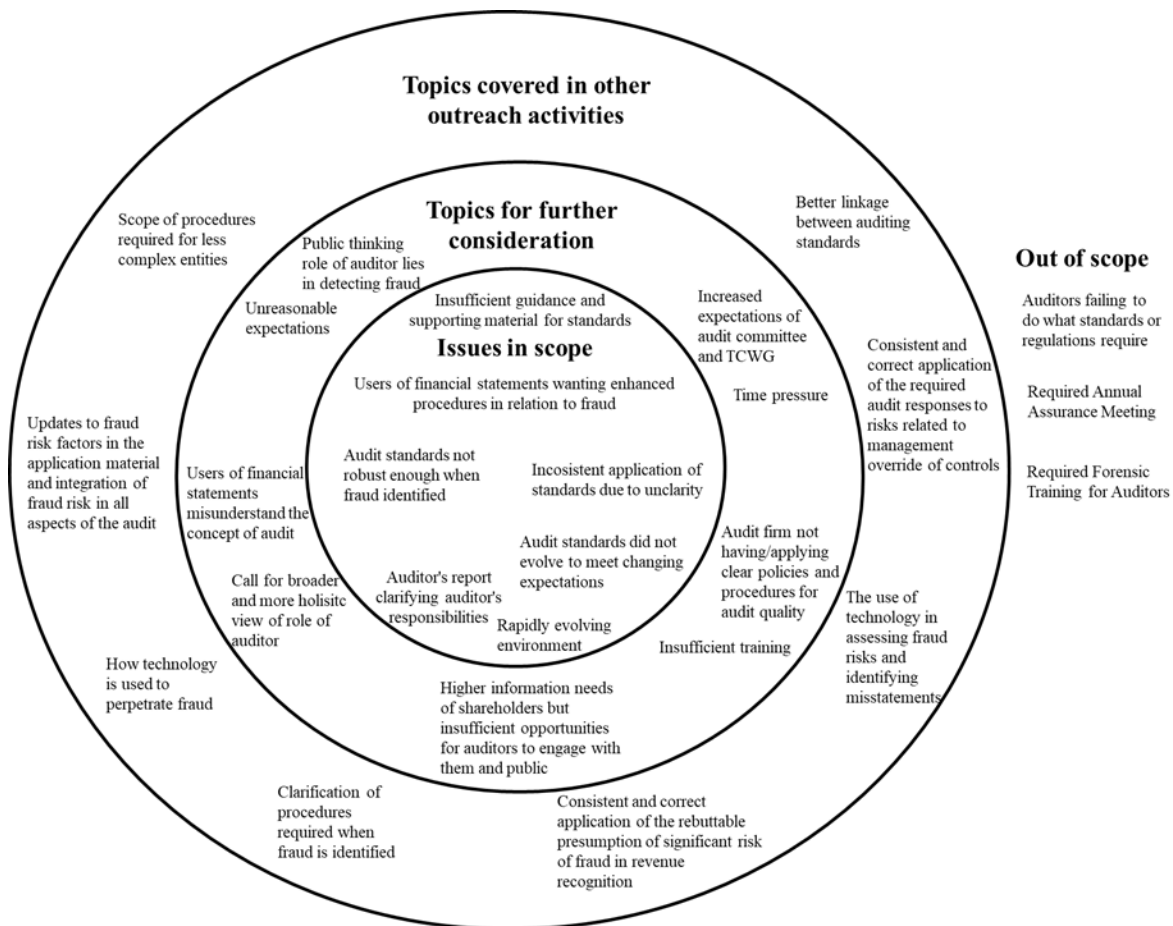 Topics covered in other
outreach activities
Scope of procedures
required for less
complex entities
Better linkage
between auditing
standards
Updates to fraud
risk factors in the
application material
and integration of
fraud risk in all
aspects of the audit
Consistent and
correct application
of the required
audit responses to
risks related to
management
override of controls
How technology
is used to
perpetrate fraud
The use of
technology in
assessing fraud
risks and
identifying
misstatements
Clarification of
procedures
required when
fraud is identified
Consistent and correct
application of the rebuttable
presumption of significant risk
of fraud in revenue
recognition
Topics for further
consideration
Public thinking
role of auditor lies
in detecting fraud
Unreasonable
expectations
Increased
expectations of
audit committee
and TCWG
Time pressure
Users of financial
statements
misunderstand the
concept of audit
Call for broader
and more holisitc
view of role of
auditor
Audit firm not
having/applying
clear policies and
procedures for
audit quality
Insufficient training
Higher information needs
of shareholders but
insufficient opportunities
for auditors to engage with
them and public
Insufficient guidance and
supporting material for standards
Issues in scope
Users of financial statements wanting enhanced
procedures in relation to fraud
Audit standards not
robust enough when
fraud identified
Incosistent application of
standards due to unclarity
Audit standards did not
evolve to meet changing
expectations
Auditor's report
clarifying auditor's
responsibilities
Rapidly evolving
environment
Out of scope
Auditors failing to
do what standards or
regulations require
Required Annual
Assurance Meeting
Required Forensic
Training for Auditors